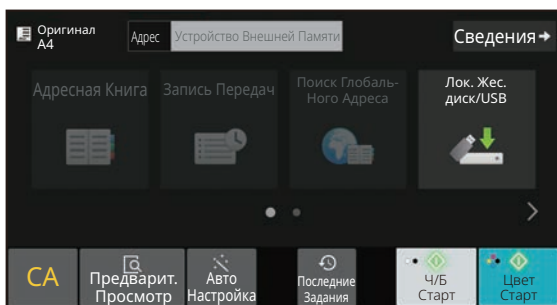 Оригинал
A4
Адрес
Устройство Внешней Памяти
Сведения
Адресная Книга
Запись Передач
Поиск Глобаль-
Ного Адреса
Лок. Жес.
диск/USB
CA
Предварит.
Просмотр
Авто
Настройка
Последние
Задания
Ч/Б
Старт
Цвет
Старт